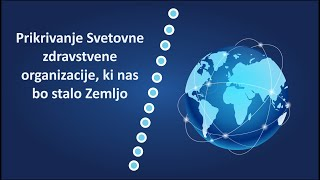 Prikrivanje Svetovne
zdravstvene
organizacije, ki nas
bo stalo Zemljo